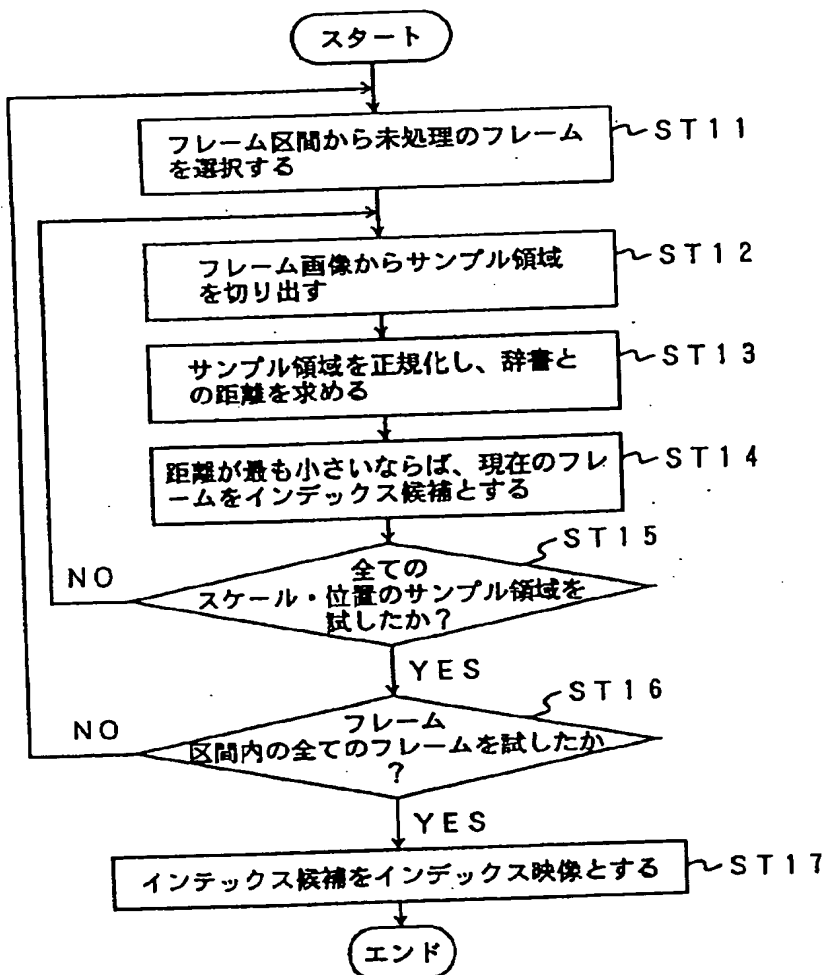 スタート
フレーム区間から未処理のフレーム
を選択する
ST11
フレーム画像からサンプル領域
を切り出す
ST12
サンプル領域を正規化し、辞書と
の距離を求める
ST13
距離が最も小さいならば、現在のフレ
ームをインデックス候補とする
ST14
ST15
全ての
スケール・位置のサンプル領域を
試したか？
NO
YES
ST16
フレーム
区間内の全てのフレームを試したか
？
NO
YES
インテックス候補をインデックス映像とする
ST17
エンド